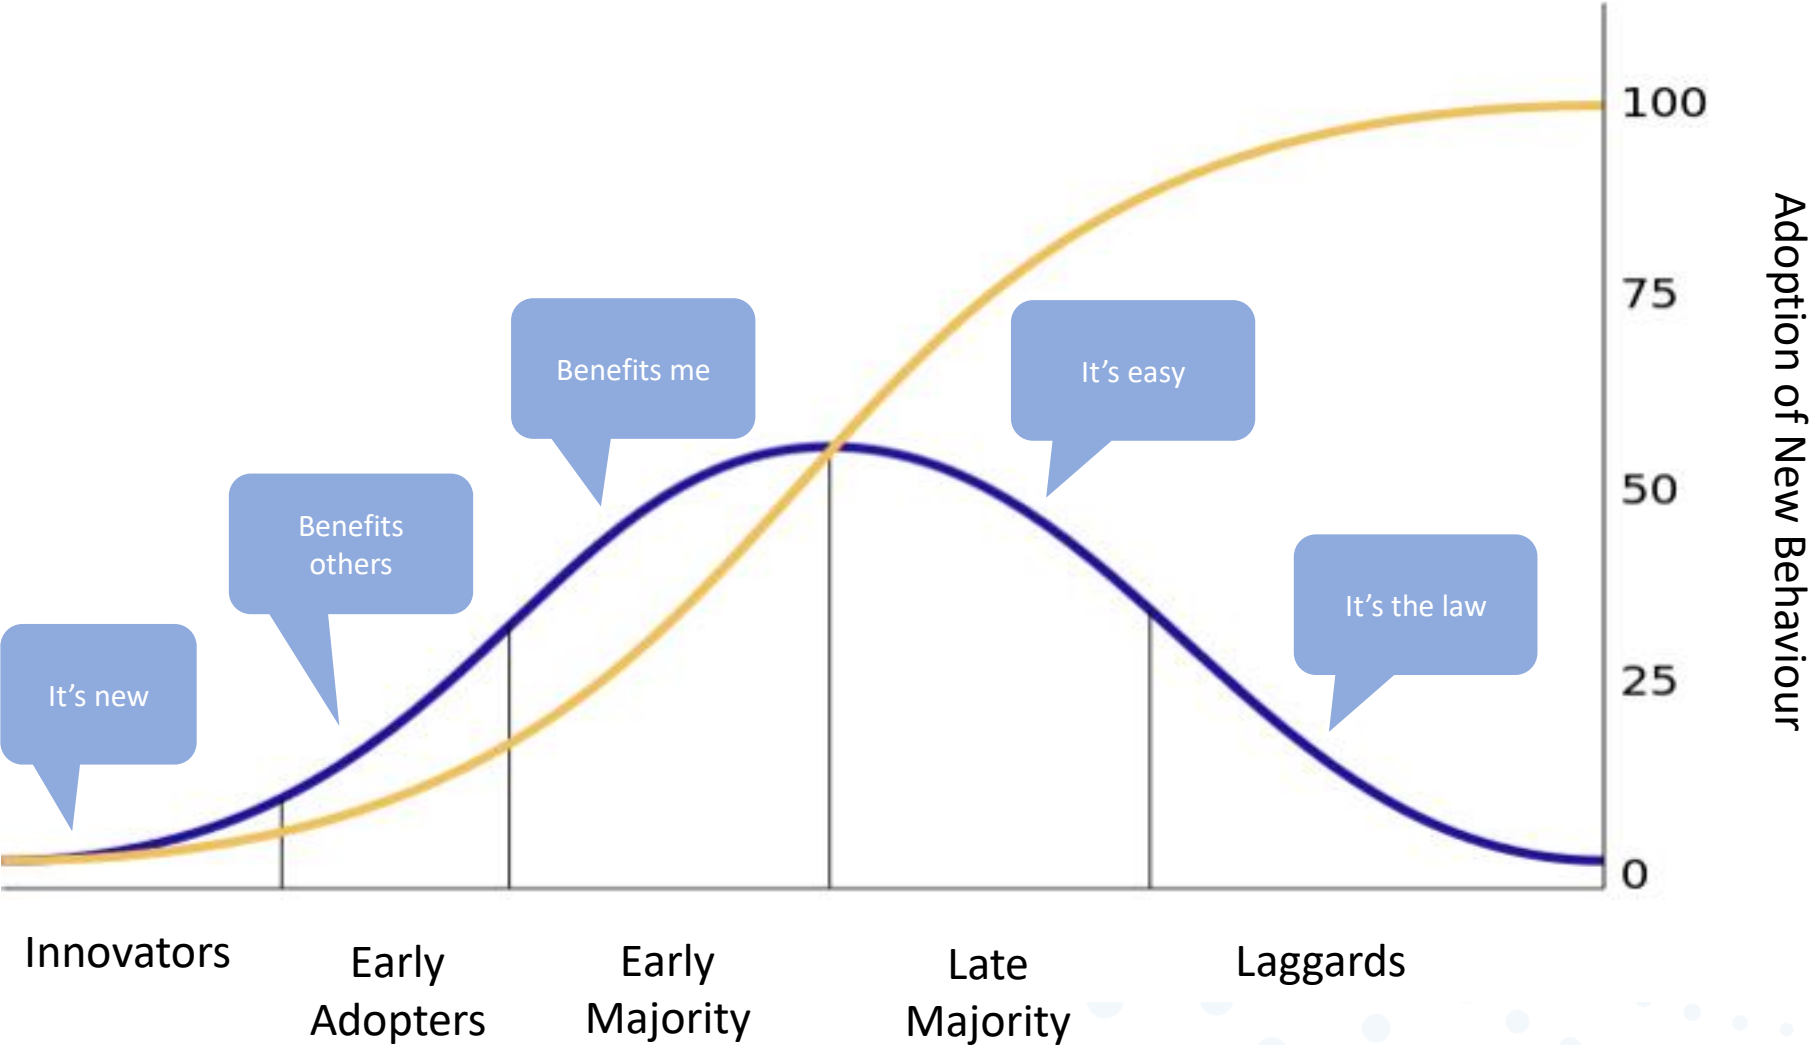 100
75
50
25
0
Adoption of New Behaviour
Benefits me
It’s easy
Benefits
others
It’s the law
It’s new
Innovators
Early
Adopters
Early
Majority
Late
Majority
Laggards